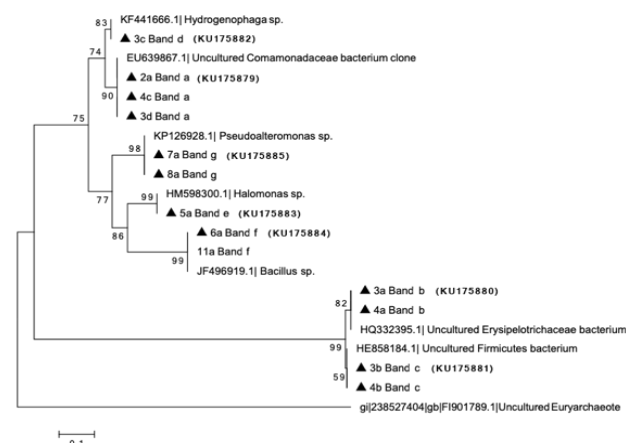 83
KF441666.1| Hydrogenophaga sp.
▲ 3c Band d (KU175882)
74
EU639867.1| Uncultured Comamonadaceae bacterium clone
▲ 2a Band a (KU175879)
90
▲ 4c Band a
▲ 3d Band a
75
KP126928.1| Pseudoalteromonas sp.
98
▲ 7a Band g (KU175885)
▲ 8a Band g
77
HM598300.1| Halomonas sp.
99
▲ 5a Band e (KU175883)
86
▲ 6a Band f (KU175884)
11a Band f
99
JF496919.1| Bacillus sp.
▲ 3a Band b (KU175880)
82
▲ 4a Band b
HQ332395.1| Uncultured Erysipelotrichaceae bacterium
99
HE858184.1| Uncultured Firmicutes bacterium
▲ 3b Band c (KU175881)
59
▲ 4b Band c
gi|238527404|gb|FI901789.1|Uncultured Euryarchaeote
0.1